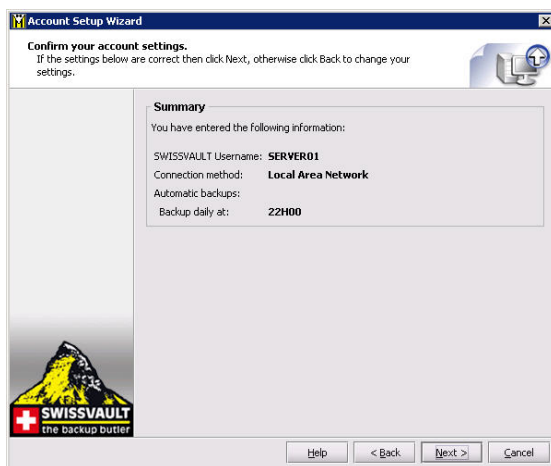 Account Setup Wizard
Confirm your account settings.
If the settings below are correct then click Next, otherwise click Back to change your
settings.
Summary
You have entered the following information:
SWISSVAULT Username: SERVER01
Connection method: Local Area Network
Automatic backups:
Backup daily at: 22H00
SWISSVAULT
the backup butler
Help
< Back
Next >
Cancel